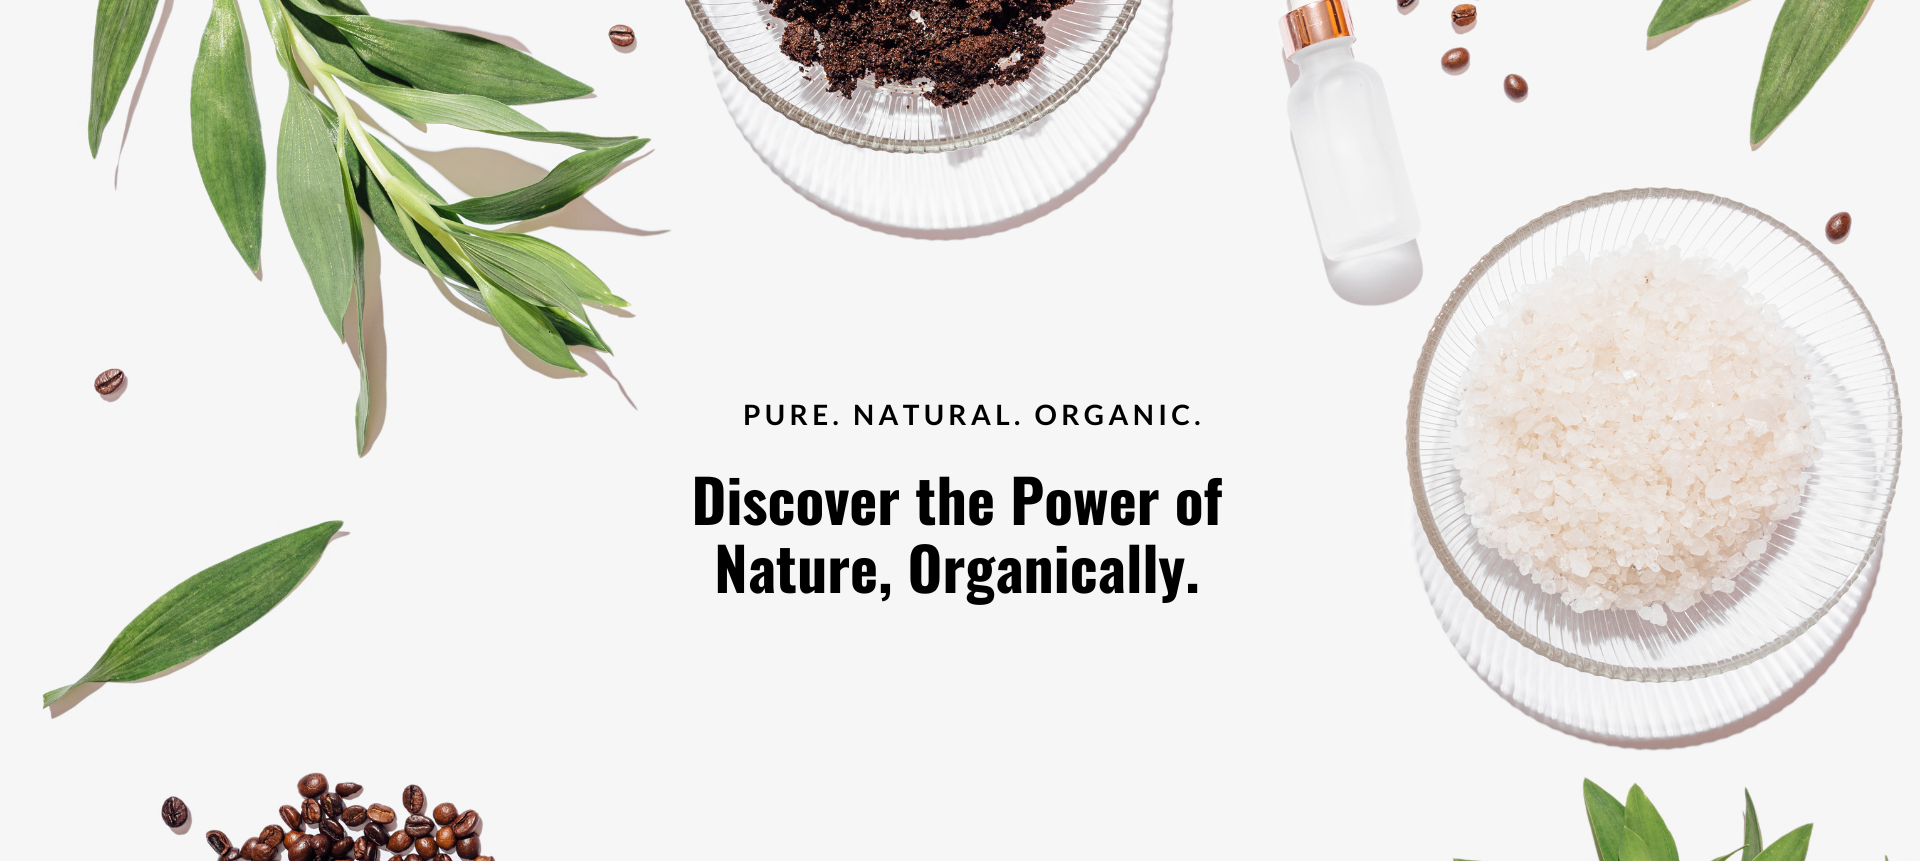 PURE. NATURAL. ORGANIC.
Discover the Power of
Nature, Organically.